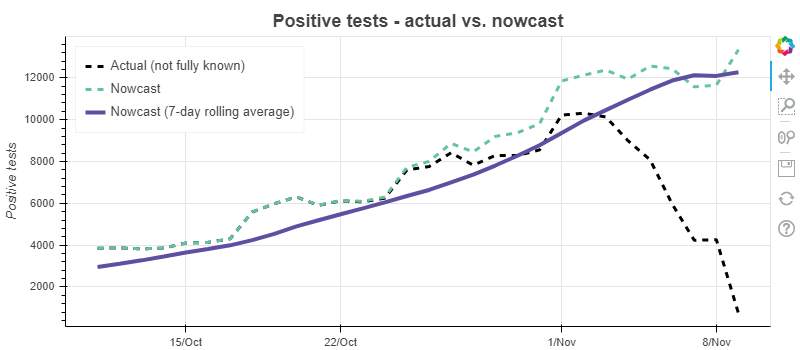 Positive tests - actual vs. nowcast
Actual (not fully known)
Nowcast
Nowcast (7-day rolling average)
Positive tests
12000
10000
8000
6000
4000
2000
15/Oct
22/Oct
1/Nov
8/Nov